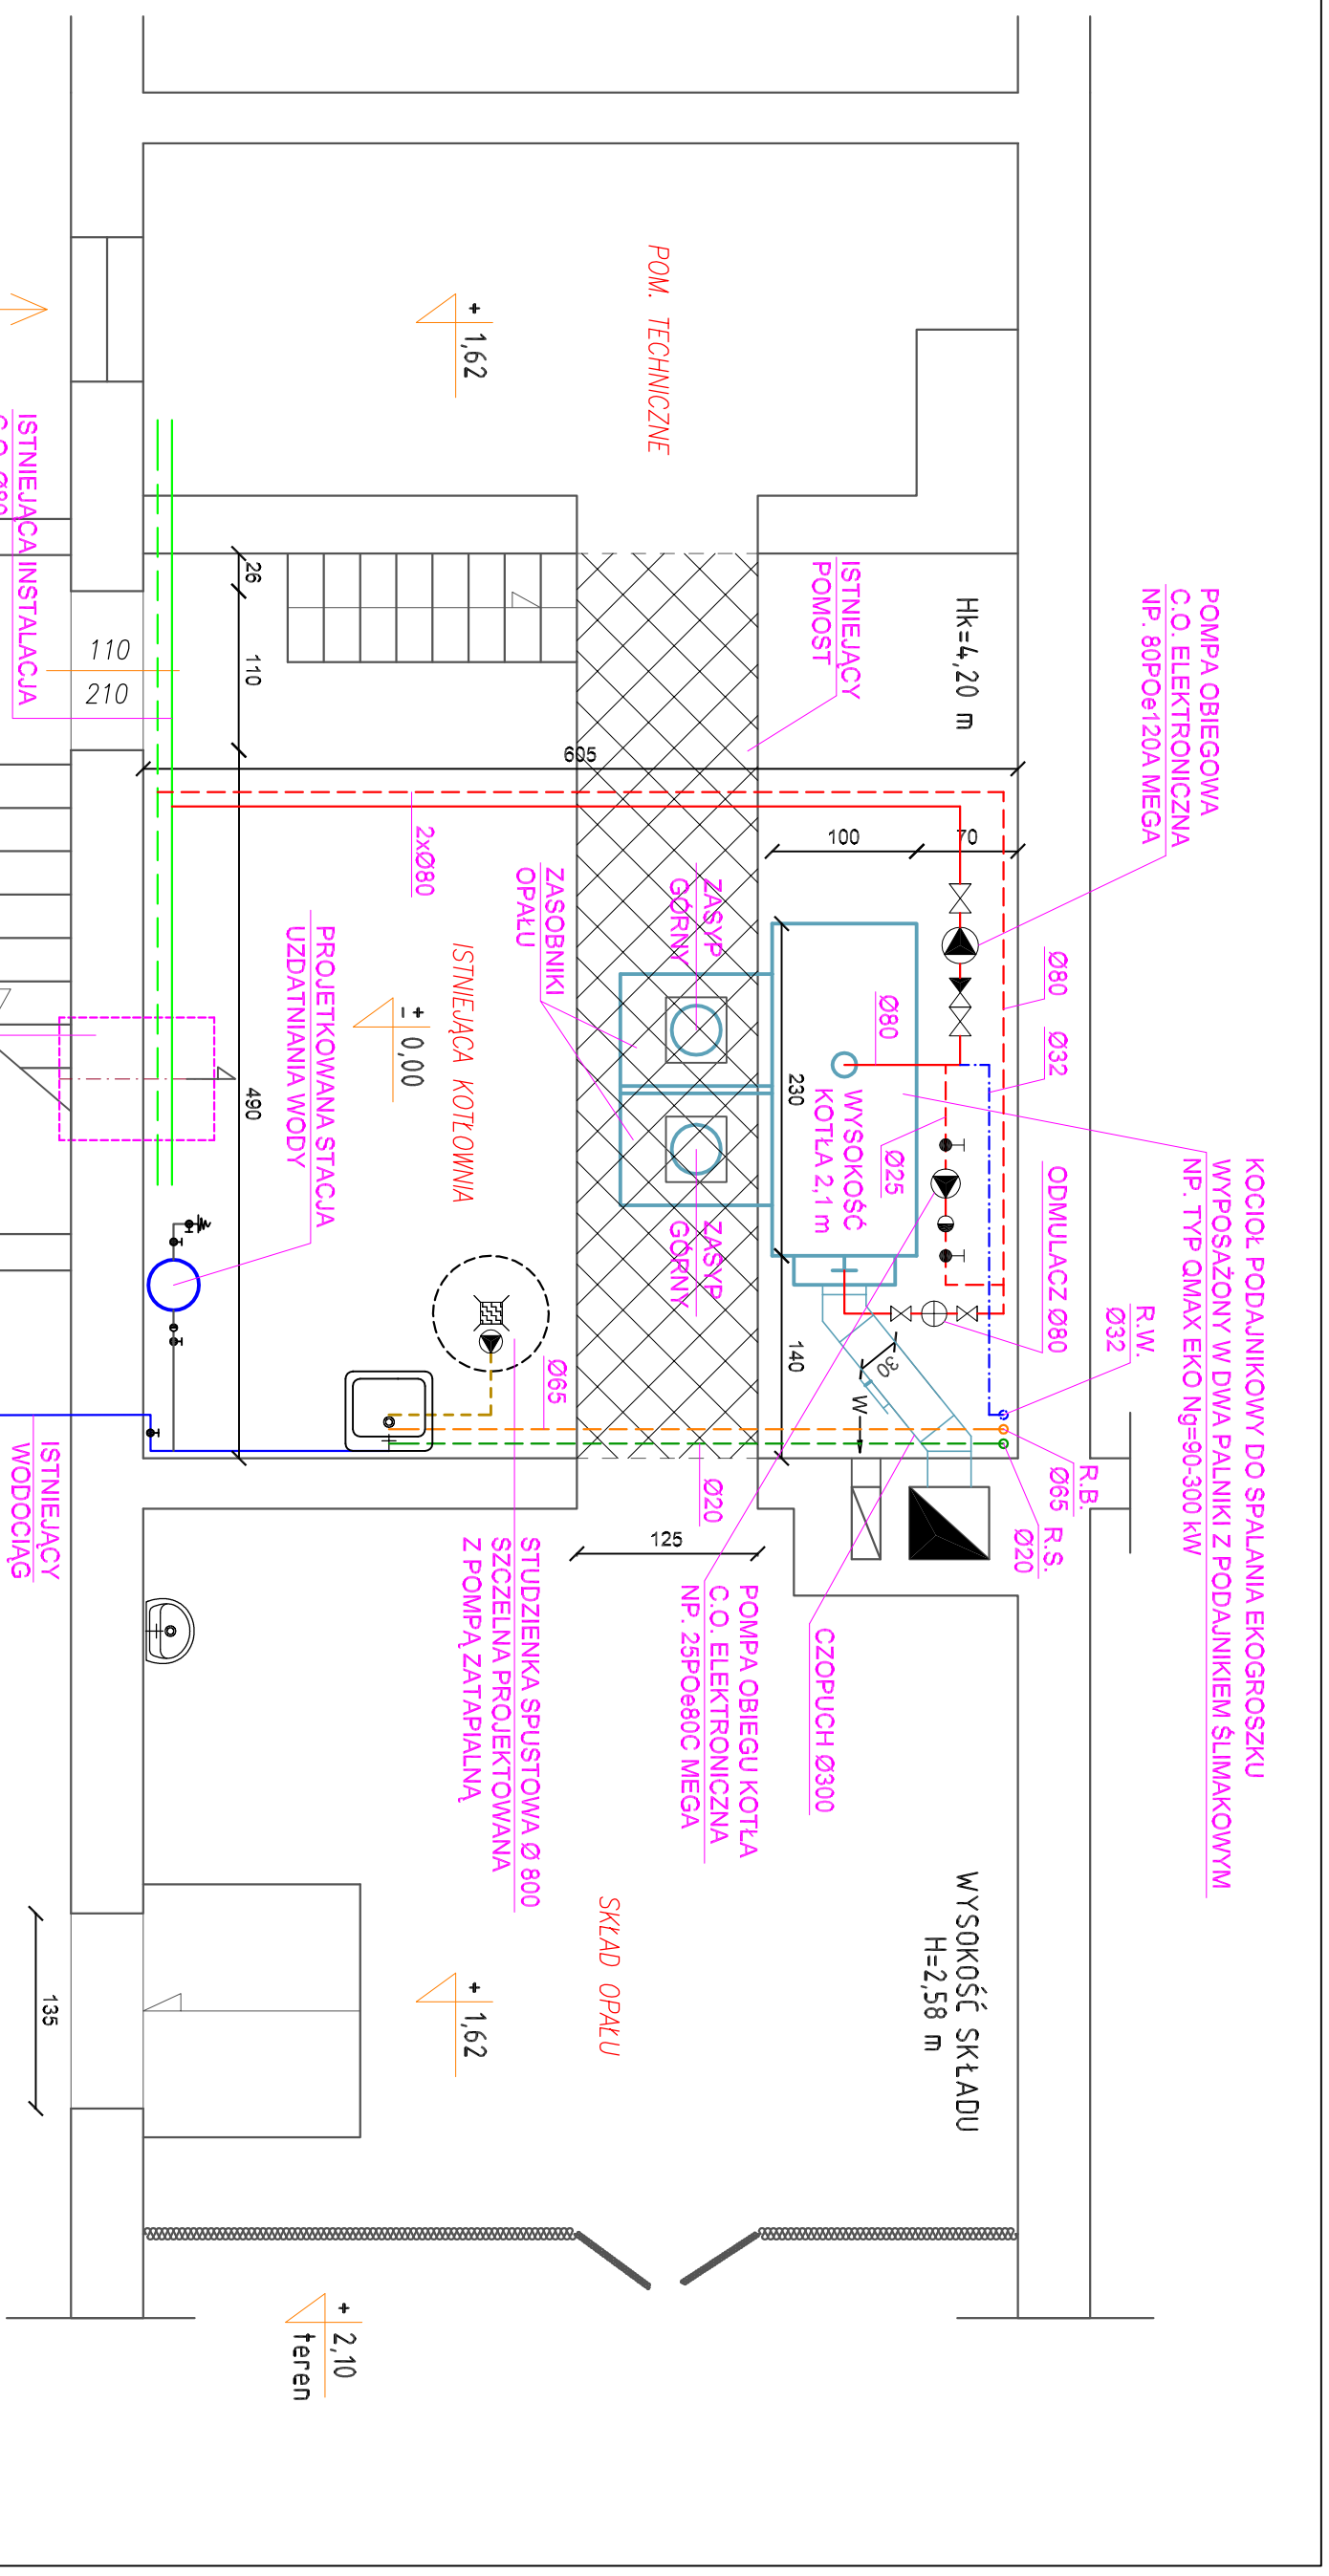 KOCIOŁ PODAJNIKOWY DO SPALANIA EKOGROSZKU
WYPOSAŻONY W DWA PALNIKI Z PODAJNIKIEM ŚLIMAKOWYM
NP. TYP QMAX EKO Ng=90-300 kW
POMPA OBIEGOWA
C.O. ELEKTRONICZNA
NP. 80POe120A MEGA
R.W.
Ø32
R.B.
Ø65
R.S.
Ø20
Ø80
Ø32
ODMULACZ Ø80
Hk=4,20 m
WYSOKOŚĆ SKŁADU
H=2,58 m
70
100
Ø80
Ø25
WYSOKOŚĆ
KOTŁA 2,1 m
30
W
230
140
ISTNIEJĄCY
POMOST
CZOPUCH Ø300
POMPA OBIEGU KOTŁA
C.O. ELEKTRONICZNA
NP. 25POe80C MEGA
ZASYP
GÓRNY
ZASYP
GÓRNY
Ø20
125
POM. TECHNICZNE
605
SKŁAD OPAŁU
ZASOBNIKI
OPAŁU
Ø65
STUDZIENKA SPUSTOWA Ø 800
SZCZELNA PROJEKTOWANA
Z POMPĄ ZATAPIALNĄ
+ 1,62
ISTNIEJĄCA KOTŁOWNIA
+ 1,62
2xØ80
+
- 0,00
+ 2,10
teren
PROJETKOWANA STACJA
UZDATNIANIA WODY
26
110
490
110
210
135
ISTNIEJĄCA INSTALACJA
C.O. Ø80
ISTNIEJĄCY
WODOCIĄG